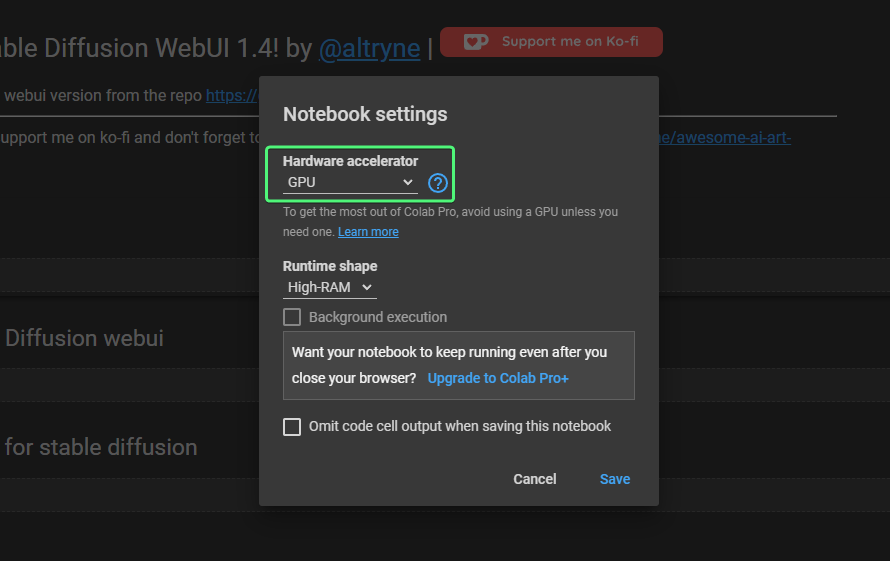 able Diffusion WebUI 1.4! by @altryne | Support me on Ko-fi
webui version from the repo https://
upport me on ko-fi and don't forget to
e/awesome-ai-art-
Notebook settings
Hardware accelerator
GPU
?
To get the most out of Colab Pro, avoid using a GPU unless you
need one. Learn more
Runtime shape
High-RAM
Background execution
Want your notebook to keep running even after you
close your browser? Upgrade to Colab Pro+
Omit code cell output when saving this notebook
Cancel Save
Diffusion webui
for stable diffusion